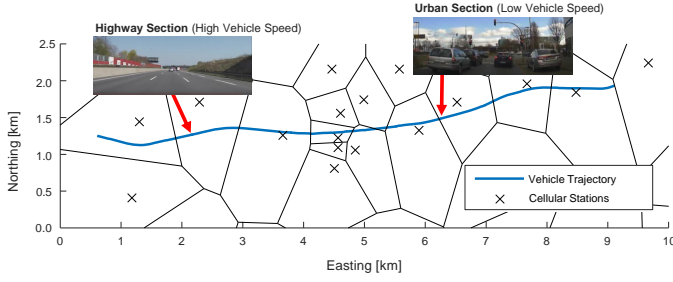 Urban Section (Low Vehicle Speed)
Highway Section (High Vehicle Speed)
2.5
2.0
1.5
1.0
0.5
0.0
Northing [km]
Vehicle Trajectory
Cellular Stations
0 1 2 3 4 5 6 7 8 9 10
Easting [km]